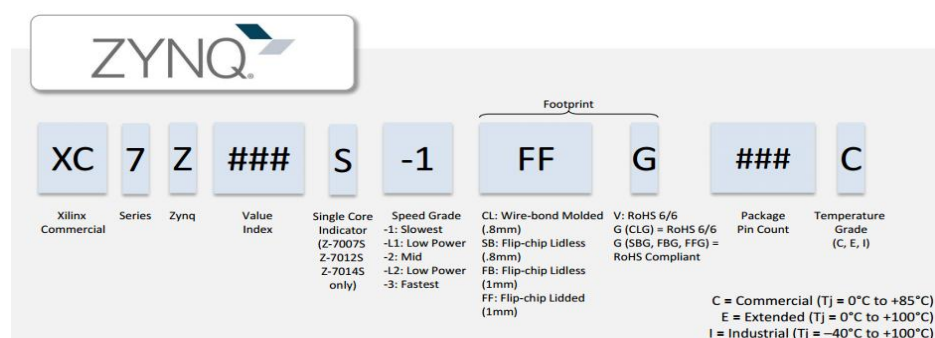 ZYNQ.
Footprint
XC 7 Z ### S -1 FF G ### C
Xilinx
Commercial
Series
Zynq
Value
Index
Single Core
Indicator
(Z-7007S
Z-7012S
Z-7014S
only)
Speed Grade
-1: Slowest
-L1: Low Power
-2: Mid
-L2: Low Power
-3: Fastest
CL: Wire-bond Molded
(.8mm)
SB: Flip-chip Lidless
(.8mm)
FB: Flip-chip Lidless
(1mm)
FF: Flip-chip Lidded
(1mm)
V: RoHS 6/6
G (CLG) = RoHS 6/6
G (SBG, FBG, FFG) =
RoHS Compliant
Package
Pin Count
Temperature
Grade
(C, E, I)
C = Commercial (Tj = 0°C to +85°C)
E = Extended (Tj = 0°C to +100°C)
I = Industrial (Tj = –40°C to +100°C)